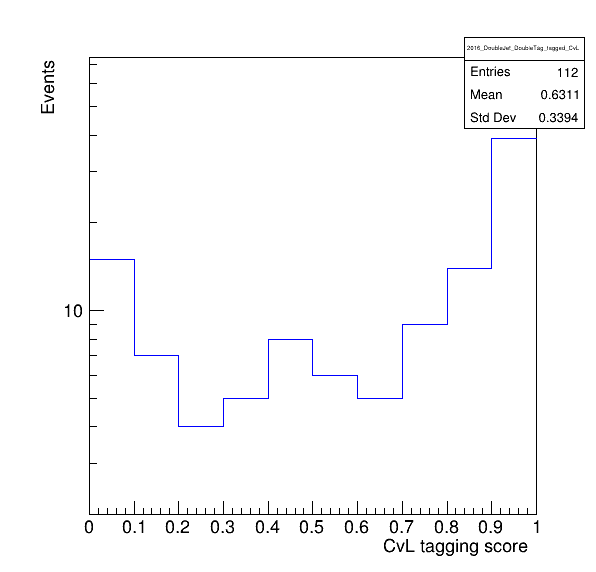 2016_DoubleJet_DoubleTag_tagged_CvL
Entries 112
Mean 0.6311
Std Dev 0.3394
Events
10
0 0.1 0.2 0.3 0.4 0.5 0.6 0.7 0.8 0.9 1
CvL tagging score